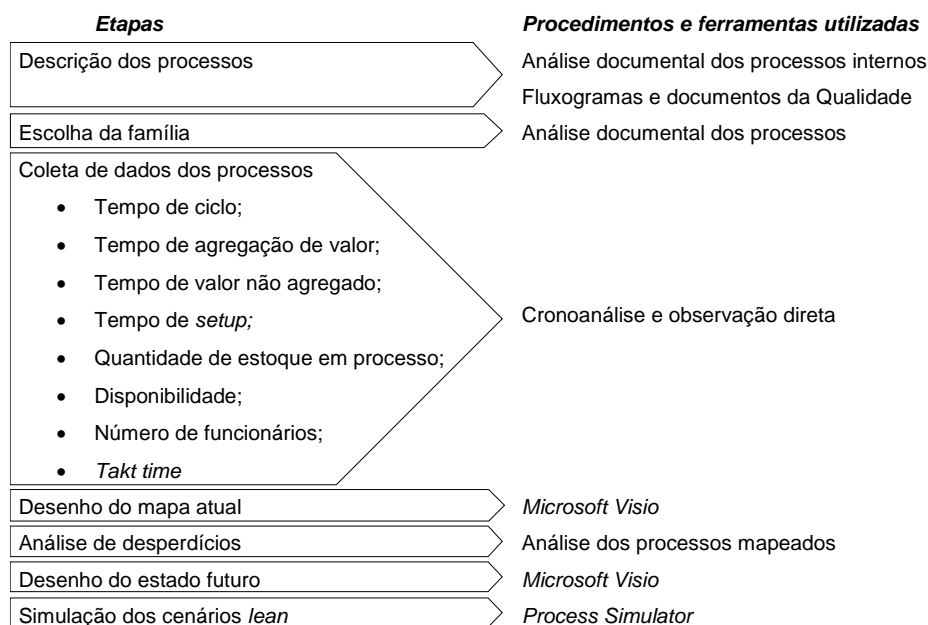 Etapas Procedimentos e ferramentas utilizadas
Descrição dos processos Análise documental dos processos internos
Fluxogramas e documentos da Qualidade
Escolha da família Análise documental dos processos
Coleta de dados dos processos
• Tempo de ciclo;
• Tempo de agregação de valor;
• Tempo de valor não agregado;
• Tempo de setup; Cronoanálise e observação direta
• Quantidade de estoque em processo;
• Disponibilidade;
• Número de funcionários;
• Takt time
Desenho do mapa atual Microsoft Visio
Análise de desperdícios Análise dos processos mapeados
Desenho do estado futuro Microsoft Visio
Simulação dos cenários lean Process Simulator